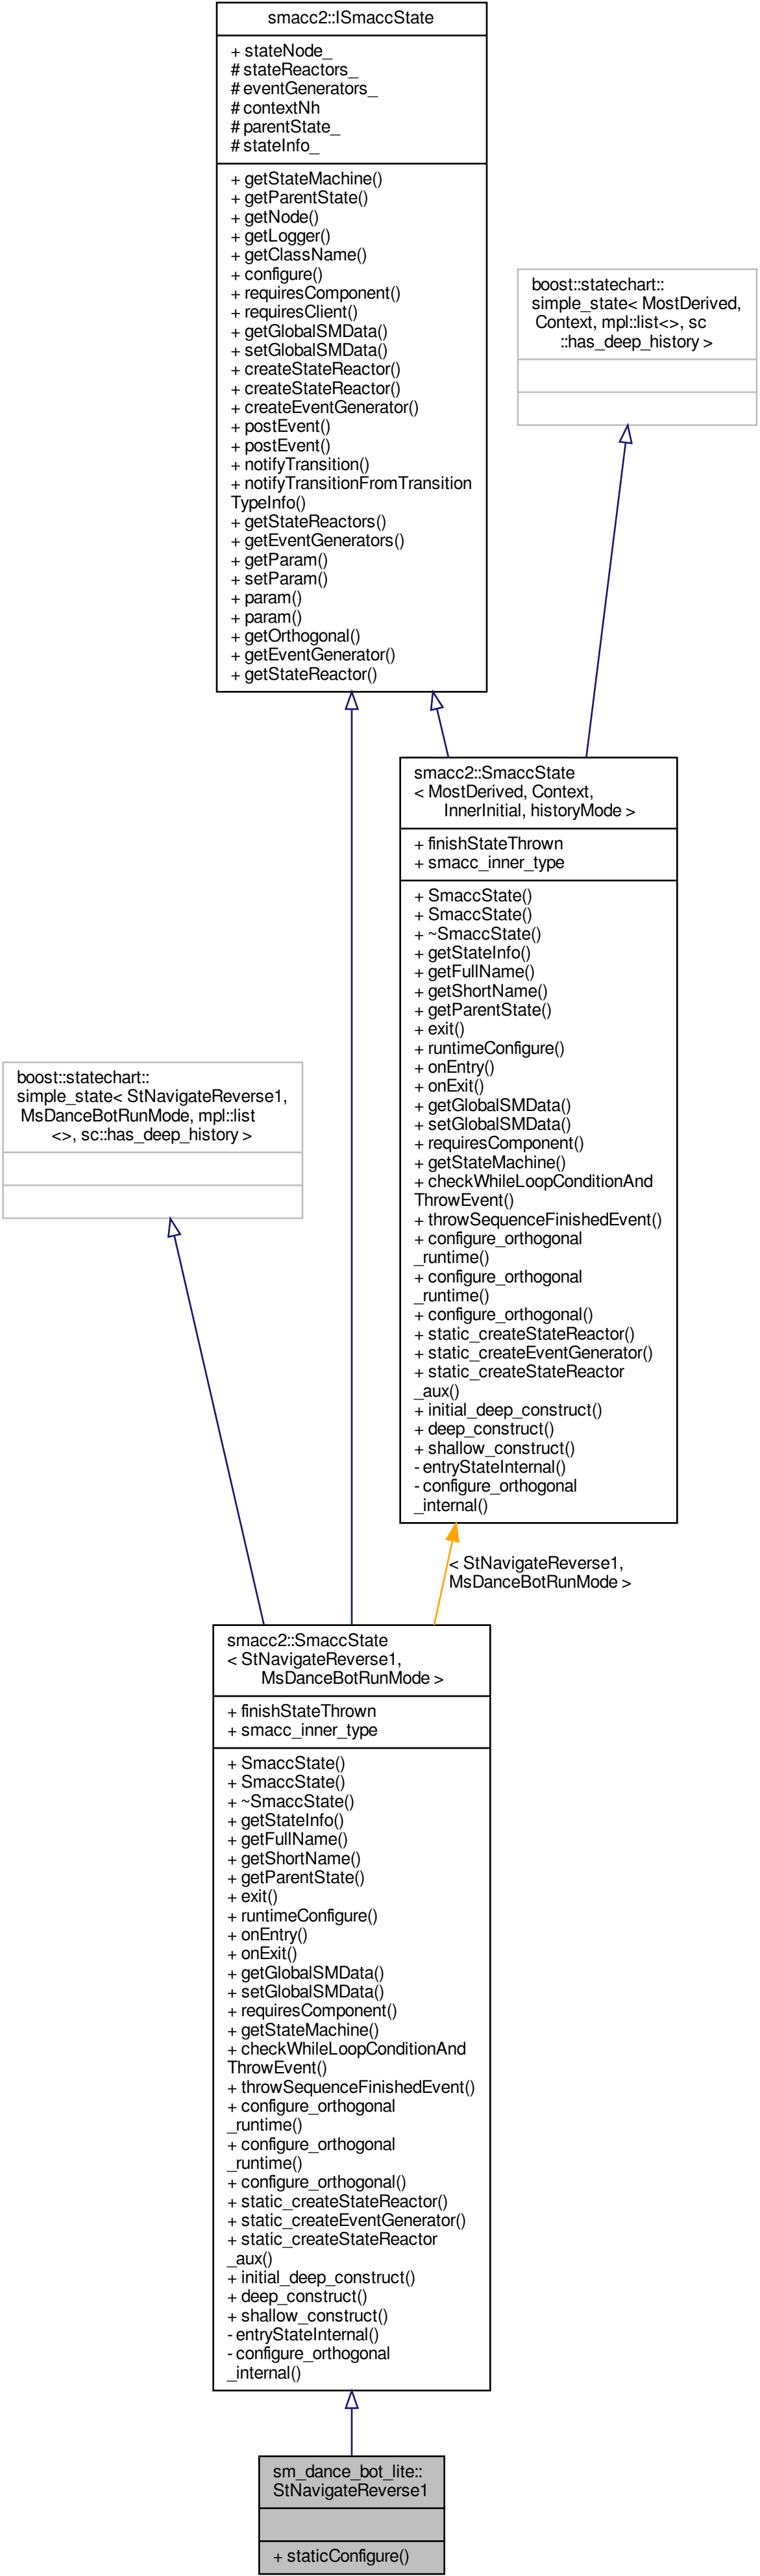 smacc2::ISmaccState
+ stateNode_
# stateReactors_
# eventGenerators_
# contextNh
# parentState_
# stateInfo_
+ getStateMachine()
+ getParentState()
+ getNode()
+ getLogger()
+ getClassName()
+ configure()
+ requiresComponent()
+ requiresClient()
+ getGlobalSMData()
+ setGlobalSMData()
+ createStateReactor()
+ createStateReactor()
+ createEventGenerator()
+ postEvent()
+ postEvent()
+ notifyTransition()
+ notifyTransitionFromTransition
TypeInfo()
+ getStateReactors()
+ getEventGenerators()
+ getParam()
+ setParam()
+ param()
+ param()
+ getOrthogonal()
+ getEventGenerator()
+ getStateReactor()
boost::statechart::
simple_state< MostDerived,
Context, mpl::list<>, sc
::has_deep_history >
smacc2::SmaccState
< MostDerived, Context,
InnerInitial, historyMode >
+ finishStateThrown
+ smacc_inner_type
+ SmaccState()
+ SmaccState()
+ ~SmaccState()
+ getStateInfo()
+ getFullName()
+ getShortName()
+ getParentState()
+ exit()
+ runtimeConfigure()
+ onEntry()
+ onExit()
+ getGlobalSMData()
+ setGlobalSMData()
+ requiresComponent()
+ getStateMachine()
+ checkWhileLoopConditionAnd
ThrowEvent()
+ throwSequenceFinishedEvent()
+ configure_orthogonal
_runtime()
+ configure_orthogonal
_runtime()
+ configure_orthogonal()
+ static_createStateReactor()
+ static_createEventGenerator()
+ static_createStateReactor
_aux()
+ initial_deep_construct()
+ deep_construct()
+ shallow_construct()
- entryStateInternal()
- configure_orthogonal
_internal()
boost::statechart::
simple_state< StNavigateReverse1,
MsDanceBotRunMode, mpl::list
<>, sc::has_deep_history >
< StNavigateReverse1,
MsDanceBotRunMode >
smacc2::SmaccState
< StNavigateReverse1,
MsDanceBotRunMode >
+ finishStateThrown
+ smacc_inner_type
+ SmaccState()
+ SmaccState()
+ ~SmaccState()
+ getStateInfo()
+ getFullName()
+ getShortName()
+ getParentState()
+ exit()
+ runtimeConfigure()
+ onEntry()
+ onExit()
+ getGlobalSMData()
+ setGlobalSMData()
+ requiresComponent()
+ getStateMachine()
+ checkWhileLoopConditionAnd
ThrowEvent()
+ throwSequenceFinishedEvent()
+ configure_orthogonal
_runtime()
+ configure_orthogonal
_runtime()
+ configure_orthogonal()
+ static_createStateReactor()
+ static_createEventGenerator()
+ static_createStateReactor
_aux()
+ initial_deep_construct()
+ deep_construct()
+ shallow_construct()
- entryStateInternal()
- configure_orthogonal
_internal()
sm_dance_bot_lite::
StNavigateReverse1
+ staticConfigure()